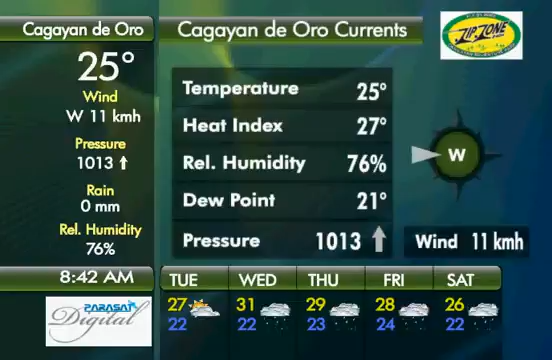 Cagayan de Oro
25°
Wind
W 11 kmh
Pressure
1013 ↑
Rain
0 mm
Rel. Humidity
76%
8:42 AM
PARASAT
Digital
Cagayan de Oro Currents
ZIPZONE
Temperature 25°
Heat Index 27°
Rel. Humidity 76%
Dew Point 21°
Pressure 1013 ↑
W
Wind 11 kmh
TUE WED THU FRI SAT
27 31 29 28 26
22 22 23 24 22